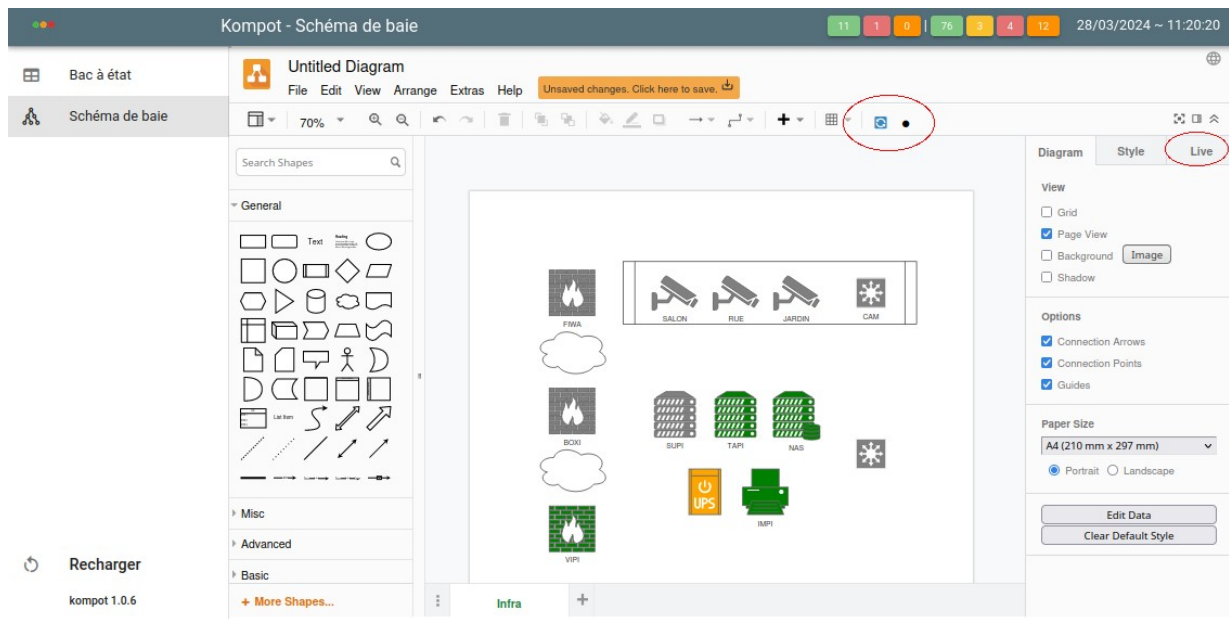 Kompot - Schéma de baie
11 1 0 | 76 3 4 12
28/03/2024 ~ 11:20:20
Bac à état
Schéma de baie
Recharger
kompot 1.0.6
Untitled Diagram
File Edit View Arrange Extras Help
Unsaved changes. Click here to save.
70%
Search Shapes
General
Text
Heading
List Item
Misc
Advanced
Basic
+ More Shapes...
FIWA
SALON RUE JARDIN CAM
BOXI
SUPI TAPI NAS
UPS
IMPI
VIPI
Infra
Diagram Style Live
View
Grid
Page View
Background Image
Shadow
Options
Connection Arrows
Connection Points
Guides
Paper Size
A4 (210 mm x 297 mm)
Portrait Landscape
Edit Data
Clear Default Style